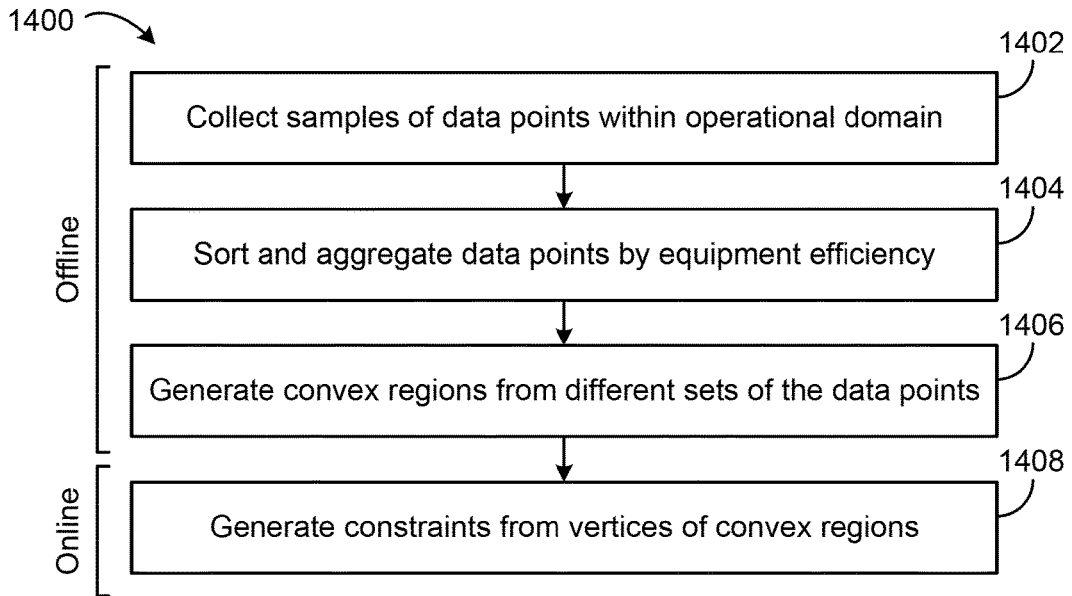 1400
1402
Collect samples of data points within operational domain
1404
Sort and aggregate data points by equipment efficiency
Offline
1406
Generate convex regions from different sets of the data points
1408
Generate constraints from vertices of convex regions
Online